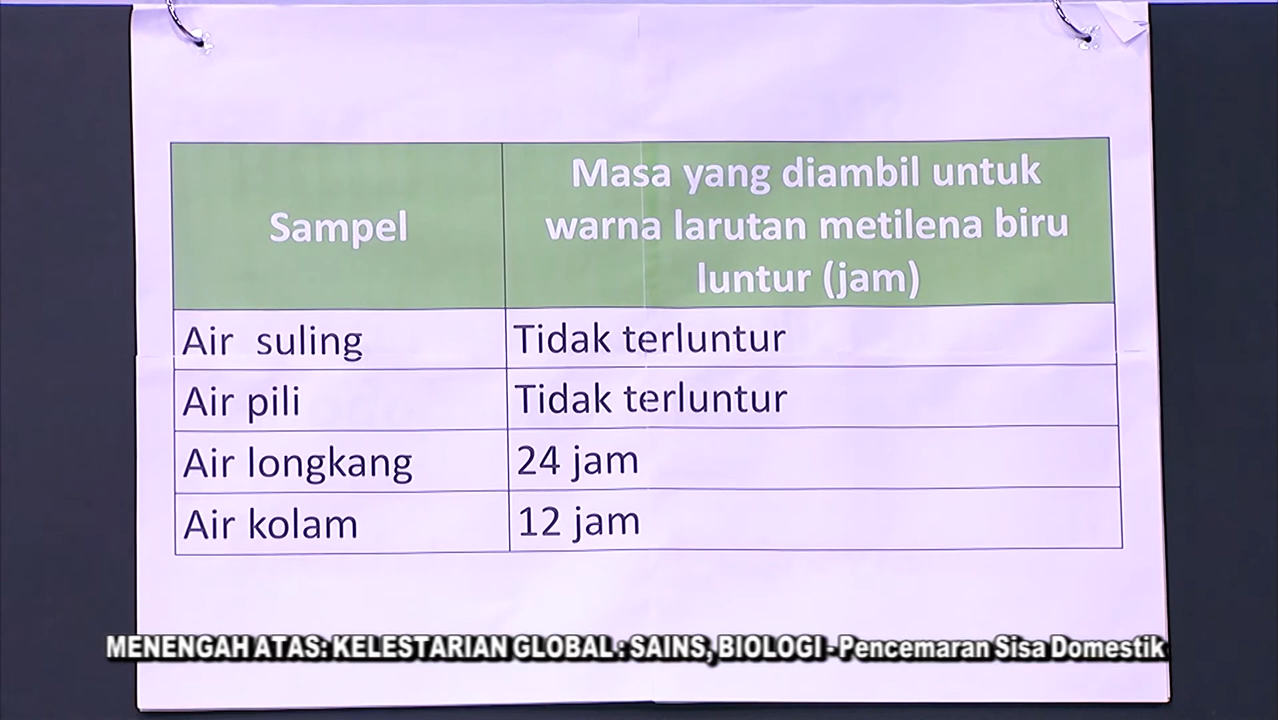 Sampel
Masa yang diambil untuk
warna larutan metilena biru
luntur (jam)
Air suling
Tidak terluntur
Air pili
Tidak terluntur
Air longkang
24 jam
Air kolam
12 jam
MENENGAH ATAS: KELESTARIAN GLOBAL : SAINS, BIOLOGI - Pencemaran Sisa Domestik